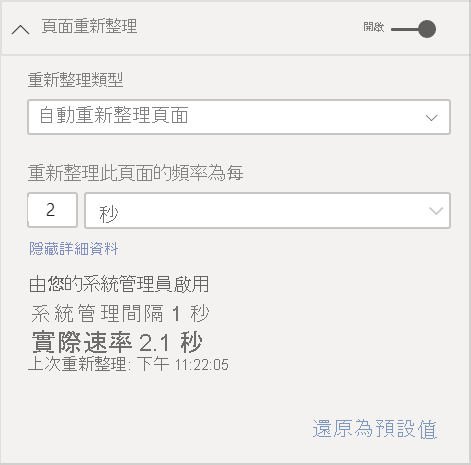 頁面重新整理 開啟
重新整理類型
自動重新整理頁面
重新整理此頁面的頻率為每
2 秒
隱藏詳細資料
由您的系統管理員啟用
系統管理間隔 1 秒
實際速率 2.1 秒
上次重新整理: 下午 11:22:05
還原為預設值